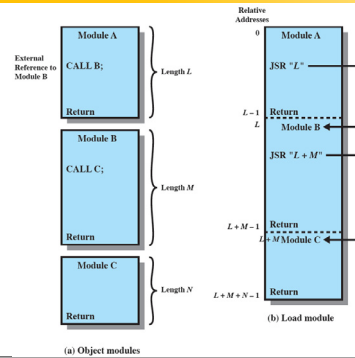 Module A
External
Reference to
Module B
CALL B;
Length L
Return
Module B
CALL C;
Length M
Return
Module C
Length N
Return
(a) Object modules
Relative
Addresses
0
Module A
JSR "L"
L – 1
Return
L
Module B
JSR "L + M"
L + M – 1
Return
L + M
Module C
L + M + N – 1
Return
(b) Load module